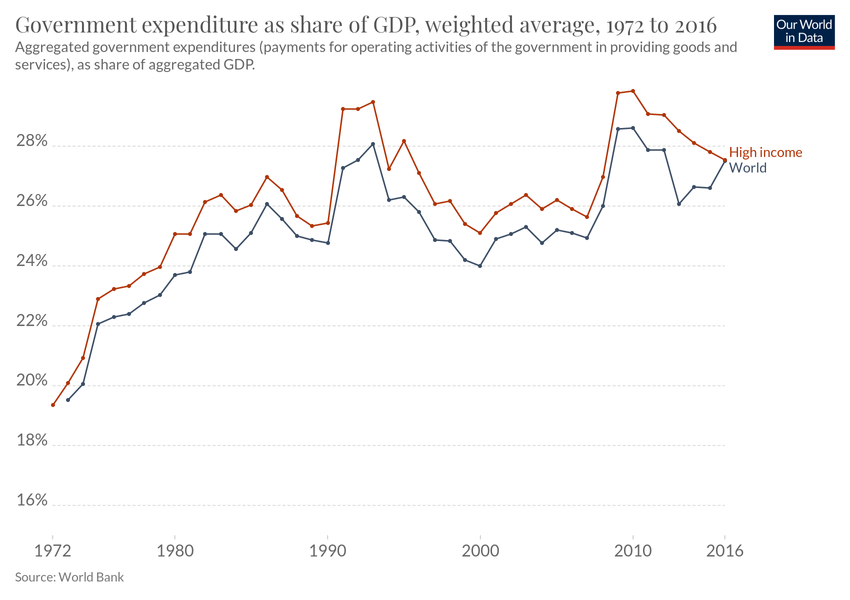 Government expenditure as share of GDP, weighted average, 1972 to 2016
Our World
in Data
Aggregated government expenditures (payments for operating activities of the government in providing goods and
services), as share of aggregated GDP.
28%
High income
World
26%
24%
22%
20%
18%
16%
1972
1980
1990
2000
2010
2016
Source: World Bank